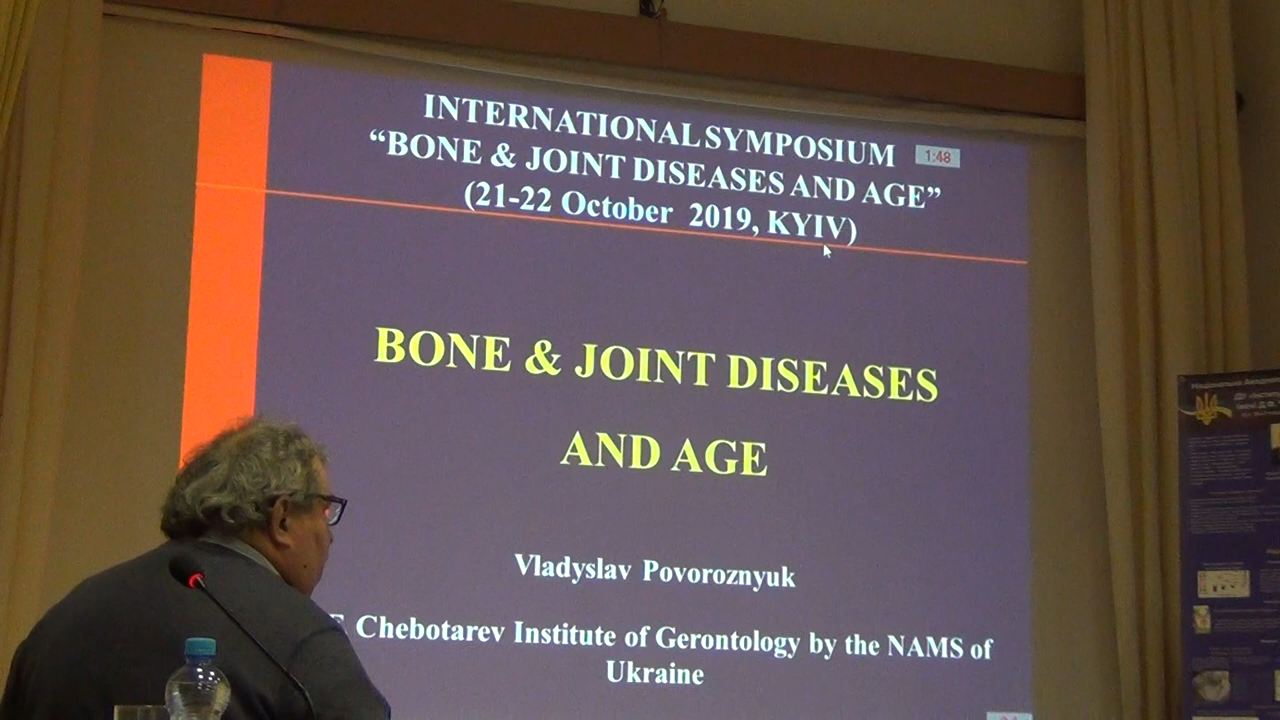 INTERNATIONAL SYMPOSIUM
1:48
“BONE & JOINT DISEASES AND AGE”
(21-22 October 2019, KYIV)
BONE & JOINT DISEASES
AND AGE
Vladyslav Povoroznyuk
Chebotarev Institute of Gerontology by the NAMS of
Ukraine